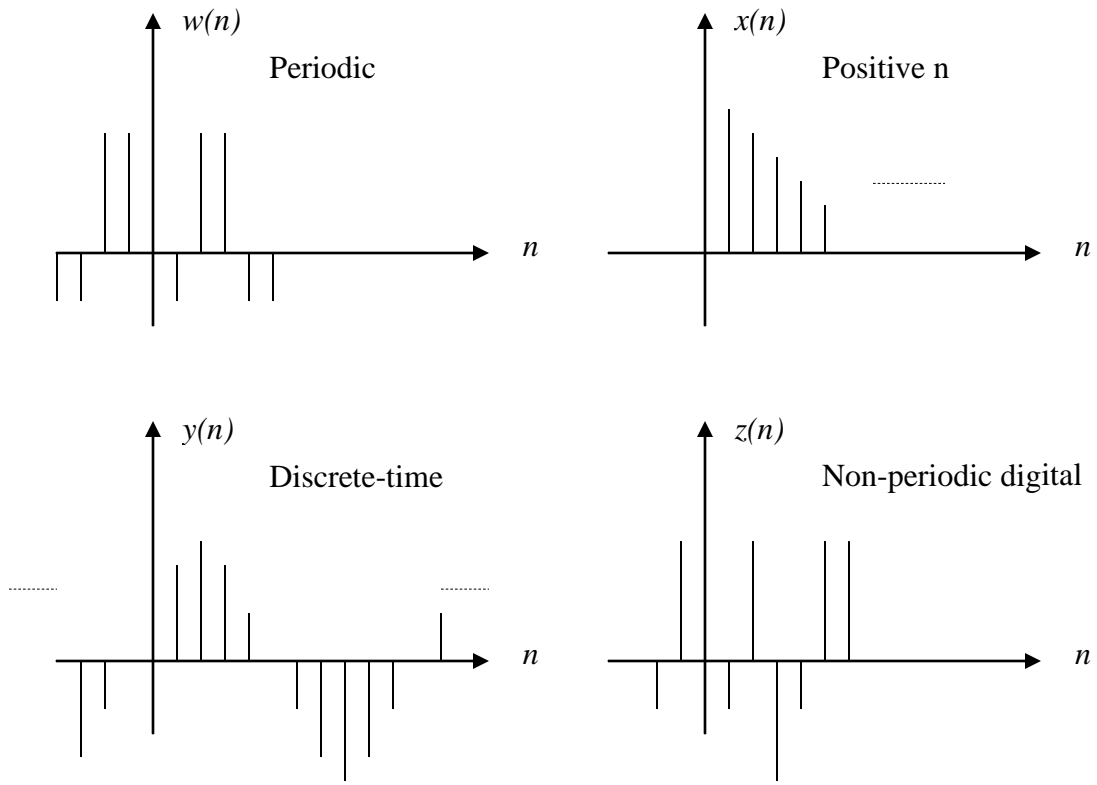 w(n)
Periodic
n
x(n)
Positive n
n
y(n)
Discrete-time
n
z(n)
Non-periodic digital
n